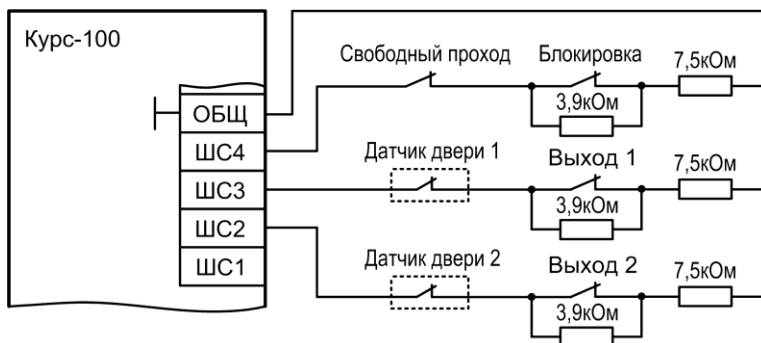 Курс-100
ОБЩ
ШС4
ШС3
ШС2
ШС1
Свободный проход
Блокировка
7,5кОм
3,9кОм
Датчик двери 1
Выход 1
7,5кОм
3,9кОм
Датчик двери 2
Выход 2
7,5кОм
3,9кОм